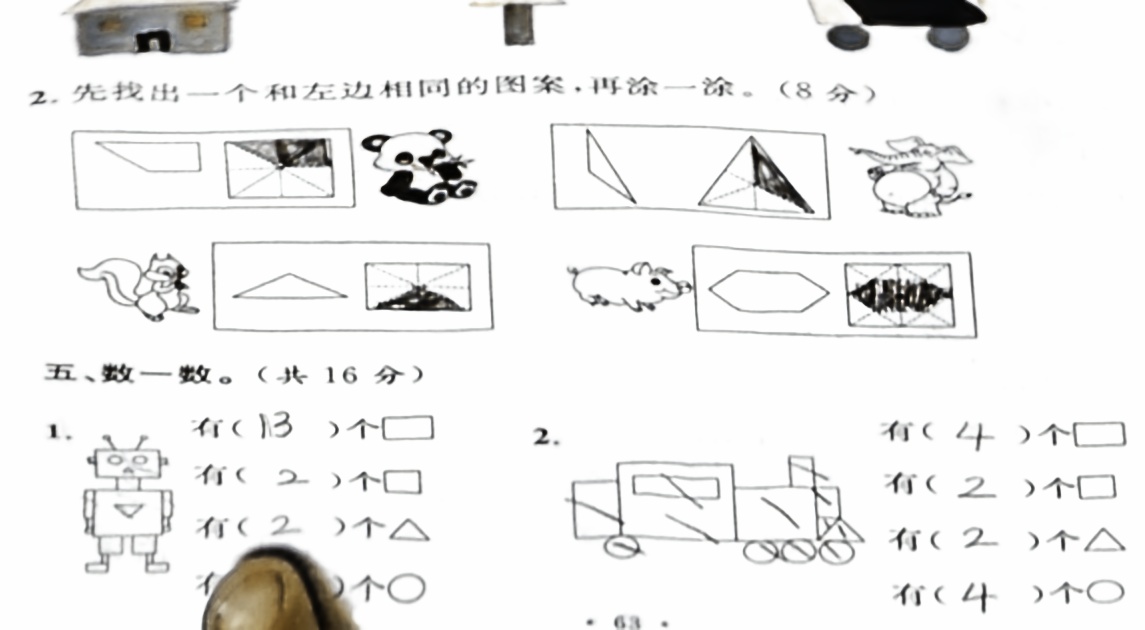 2. 先找出一个和左边相同的图案,再涂一涂。(8 分)
五、数一数。(共 16 分)
1.
有( 13 )个
有( 2 )个
有( 2 )个
)个
2.
有( 4 )个
有( 2 )个
有( 2 )个
有( 4 )个
• 63 •